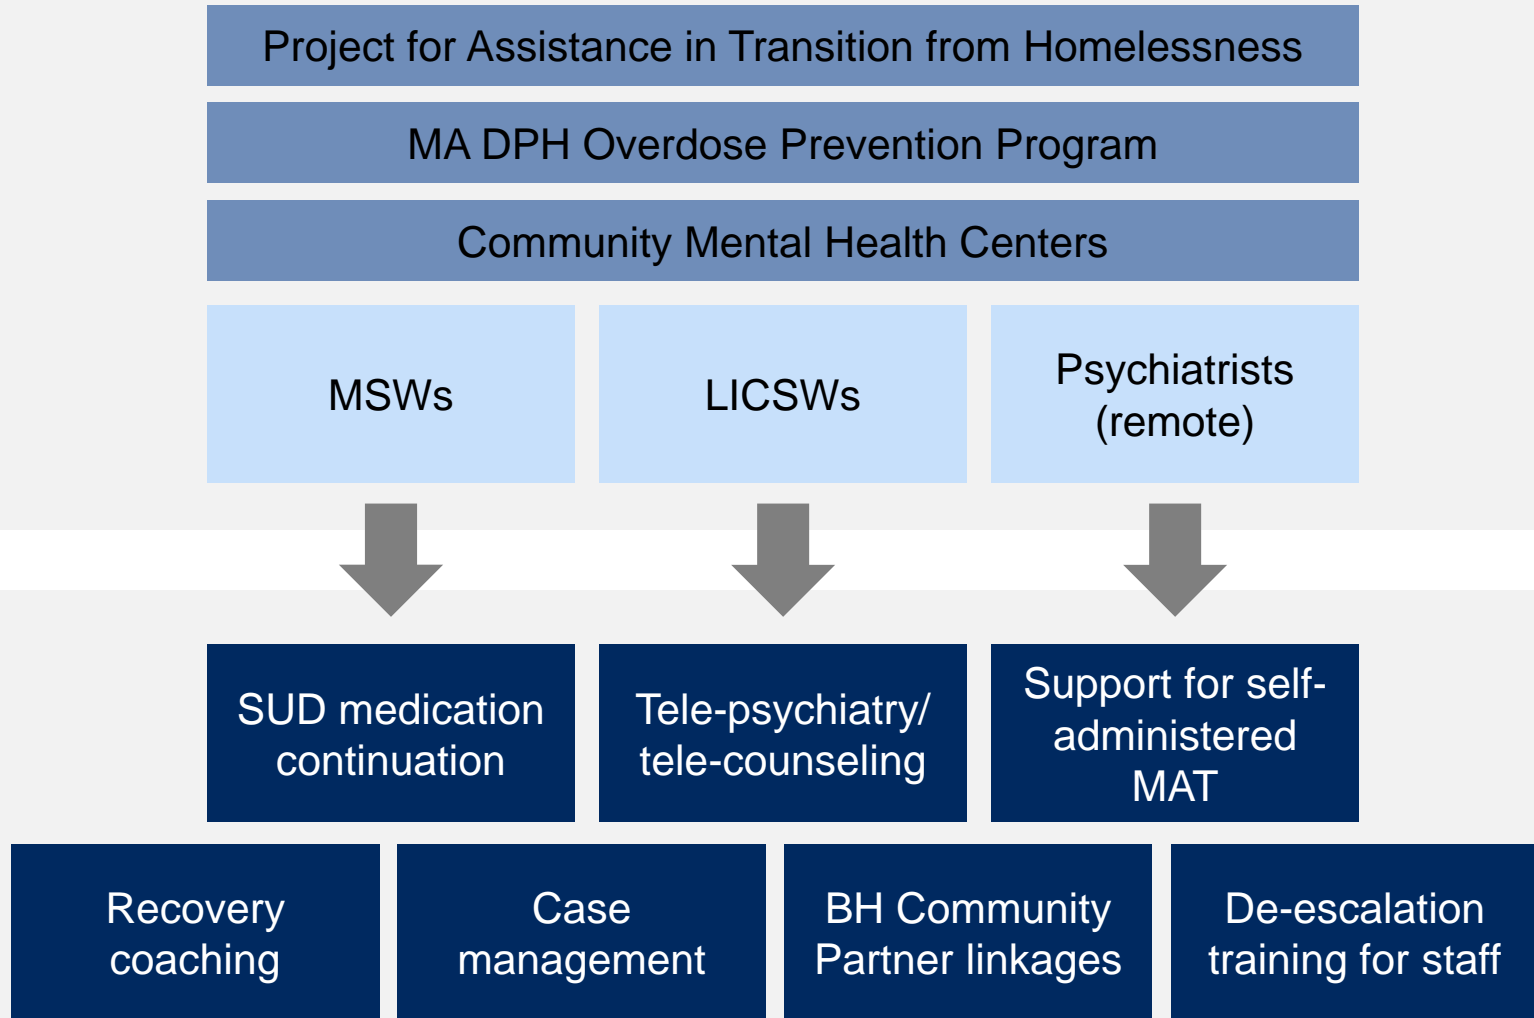 Project for Assistance in Transition from Homelessness
MA DPH Overdose Prevention Program
Community Mental Health Centers
MSWs
LICSWs
Psychiatrists
(remote)
SUD medication
continuation
Tele-psychiatry/
tele-counseling
Support for self-
administered
MAT
Recovery
coaching
Case
management
BH Community
Partner linkages
De-escalation
training for staff